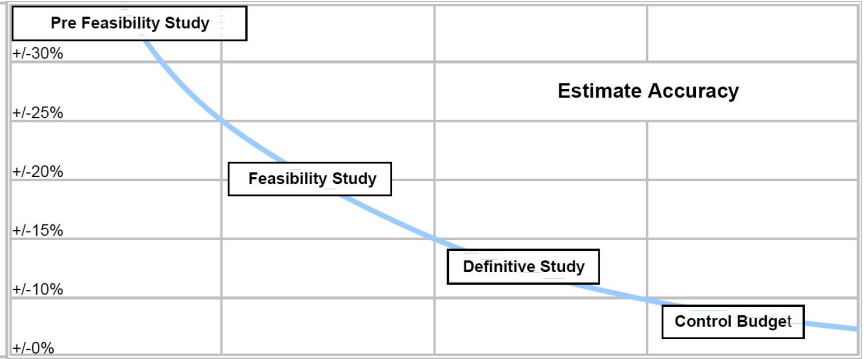 Pre Feasibility Study
+/-30%
Estimate Accuracy
+/-25%
+/-20%
Feasibility Study
+/-15%
Definitive Study
+/-10%
Control Budget
+/-0%